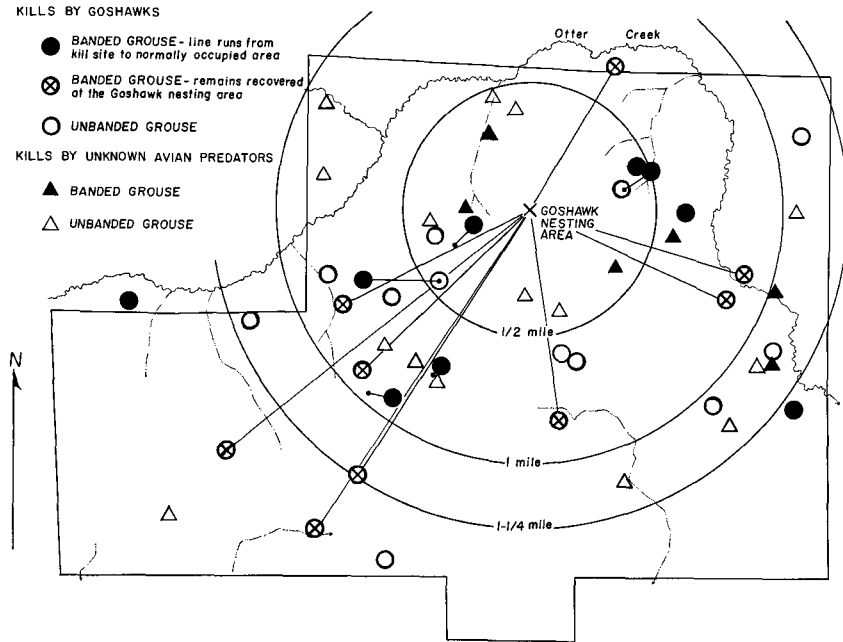 KILLS BY GOSHAWKS
BANDED GROUSE - line runs from
kill site to normally occupied area
BANDED GROUSE - remains recovered
at the Goshawk nesting area
UNBANDED GROUSE
KILLS BY UNKNOWN AVIAN PREDATORS
BANDED GROUSE
UNBANDED GROUSE
Otter Creek
GOSHAWK
NESTING
AREA
1/2 mile
N
1 mile
1-1/4 mile